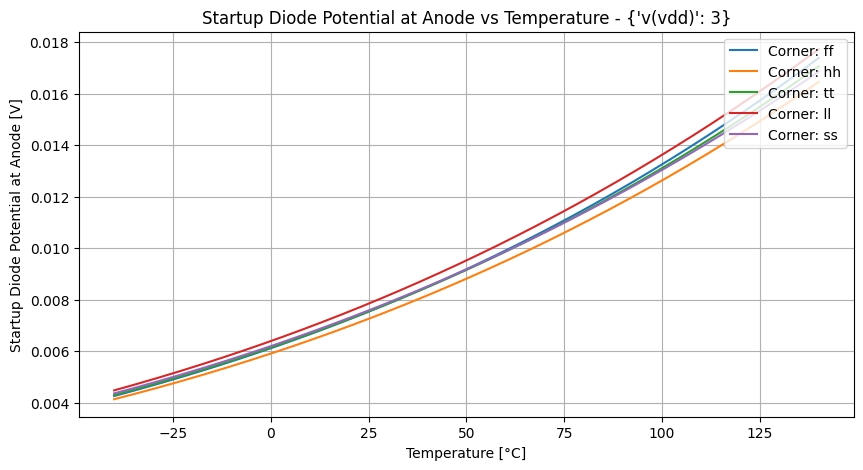 Startup Diode Potential at Anode vs Temperature - {'v(vdd)': 3}
Startup Diode Potential at Anode [V]
0.018
0.016
0.014
0.012
0.010
0.008
0.006
0.004
Corner: ff
Corner: hh
Corner: tt
Corner: ll
Corner: ss
−25
0
25
50
75
100
125
Temperature [°C]